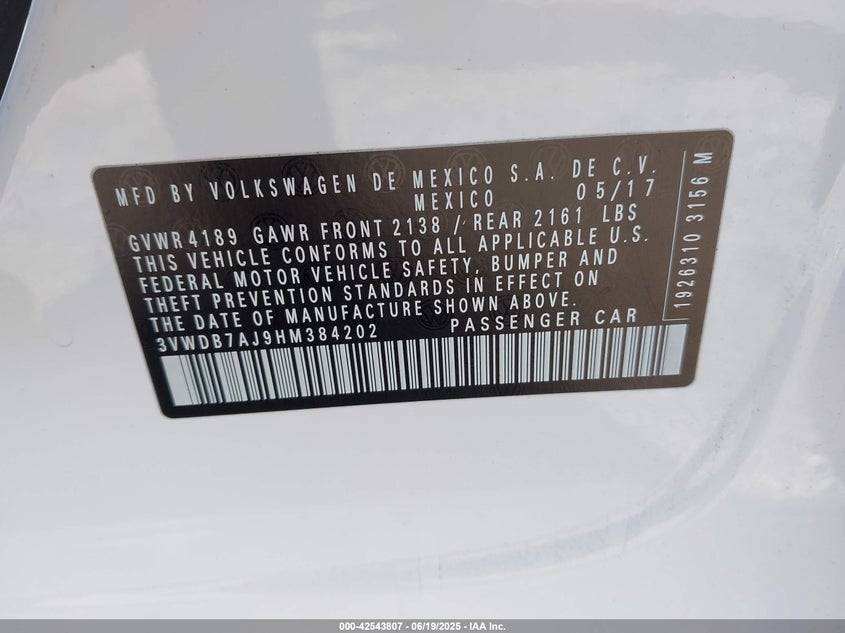 MFD BY VOLKSWAGEN DE MEXICO S.A. DE C.V.
MEXICO 05/17
GVWR 4189 GAWR FRONT 2138 / REAR 2161 LBS
THIS VEHICLE CONFORMS TO ALL APPLICABLE U.S.
FEDERAL MOTOR VEHICLE SAFETY, BUMPER AND
THEFT PREVENTION STANDARDS IN EFFECT ON
THE DATE OF MANUFACTURE SHOWN ABOVE.
3VWDB7AJ9HM384202 PASSENGER CAR
1926310 3156 M
000-42543807 - 06/19/2025 - IAA Inc.